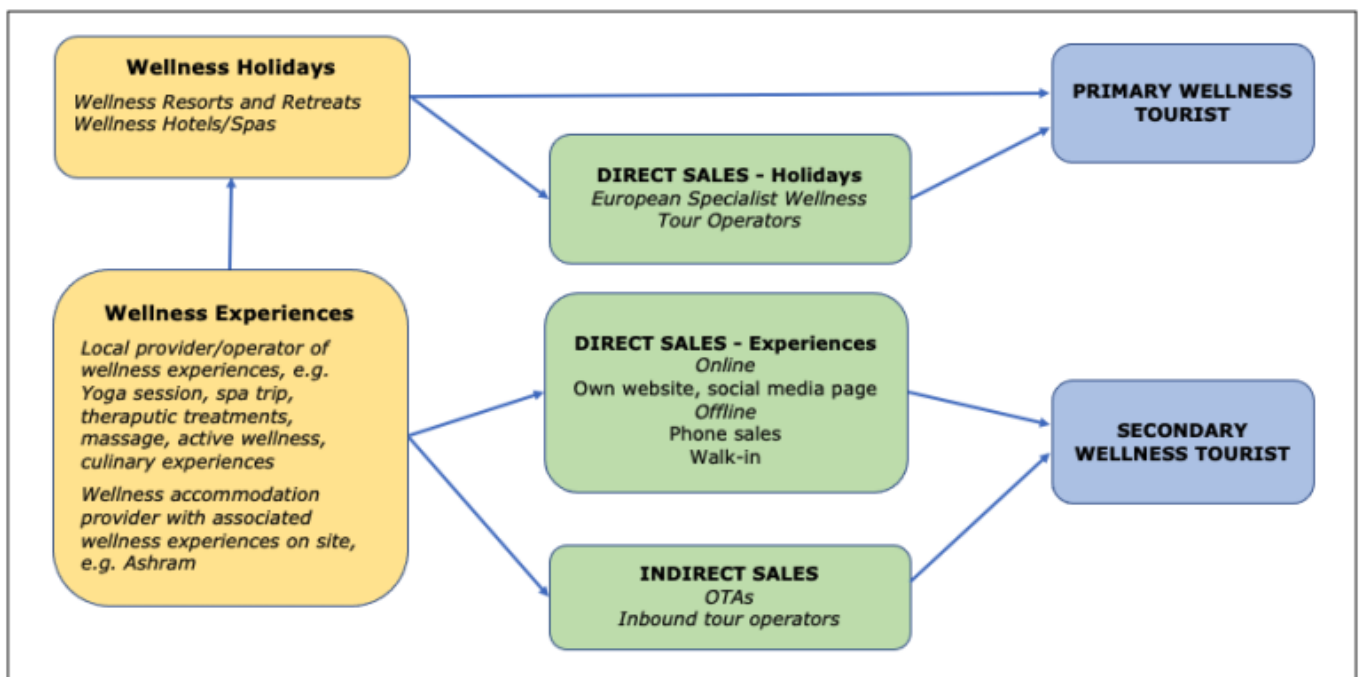 Wellness Holidays
Wellness Resorts and Retreats
Wellness Hotels/Spas
PRIMARY WELLNESS
TOURIST
DIRECT SALES - Holidays
European Specialist Wellness
Tour Operators
Wellness Experiences
Local provider/operator of
wellness experiences, e.g.
Yoga session, spa trip,
theraputic treatments,
massage, active wellness,
culinary experiences
Wellness accommodation
provider with associated
wellness experiences on site,
e.g. Ashram
DIRECT SALES - Experiences
Online
Own website, social media page
Offline
Phone sales
Walk-in
SECONDARY
WELLNESS TOURIST
INDIRECT SALES
OTAs
Inbound tour operators